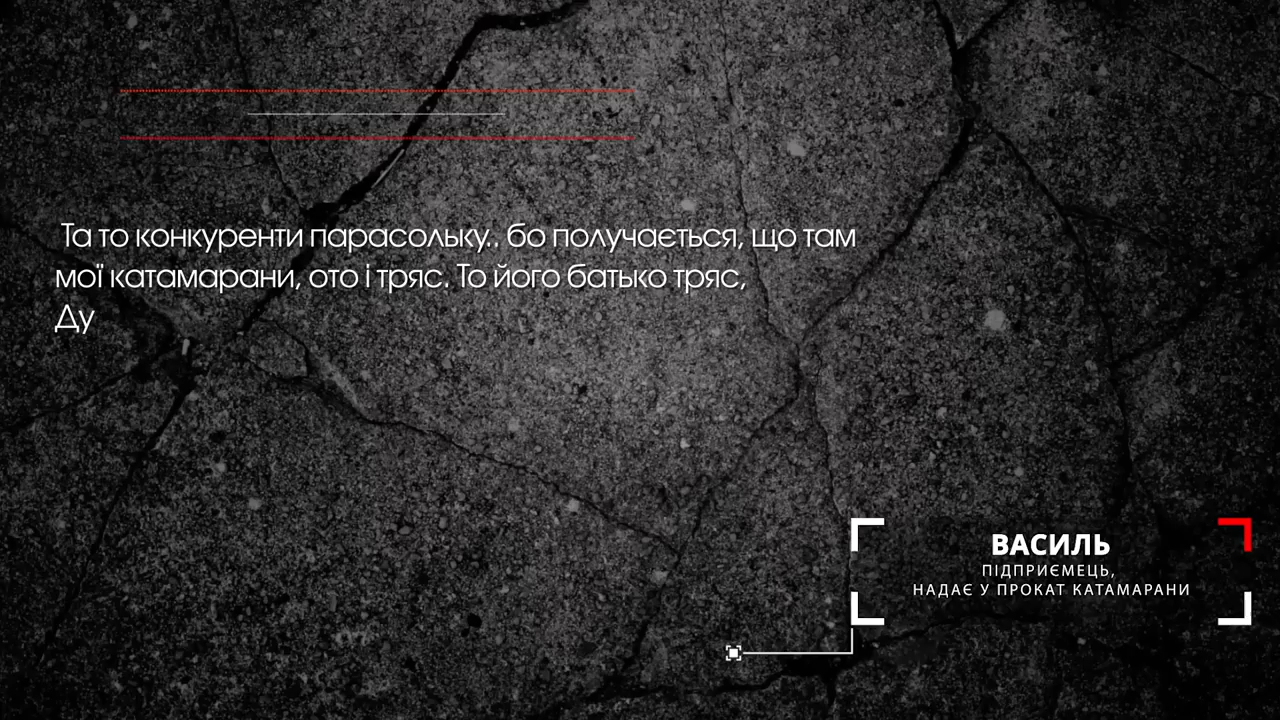 Та то конкуренти парасольку.. бо получається, що там
мої катамарани, ото і тряс. То його батько тряс,
Ду
ВАСИЛЬ
ПІДПРИЄМЕЦЬ,
НАДАЄ У ПРОКАТ КАТАМАРАНИ